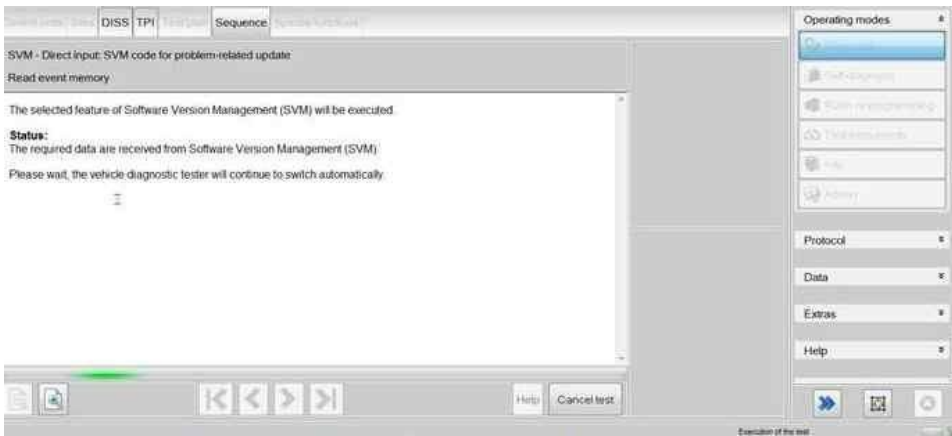 DISS TPI Sequence
Operating modes
SVM - Direct input: SVM code for problem-related update
Read event memory
The selected feature of Software Version Management (SVM) will be executed
Status:
The required data are received from Software Version Management (SVM)
Please wait, the vehicle diagnostic tester will continue to switch automatically.
Protocol
Data
Extras
Help
Help Cancel test
Execution of the test